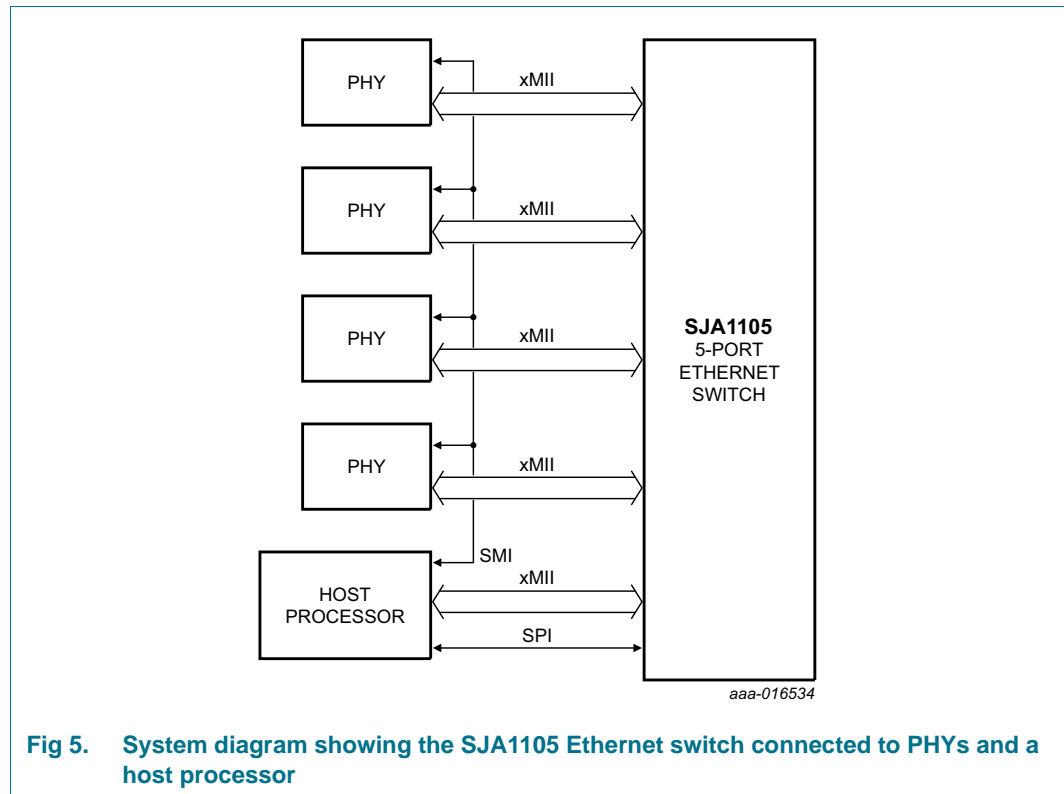 PHY
xMII
PHY
xMII
PHY
xMII
PHY
xMII
SJA1105
5-PORT
ETHERNET
SWITCH
SMI
HOST
PROCESSOR
xMII
SPI
aaa-016534
Fig 5. System diagram showing the SJA1105 Ethernet switch connected to PHYs and a
host processor